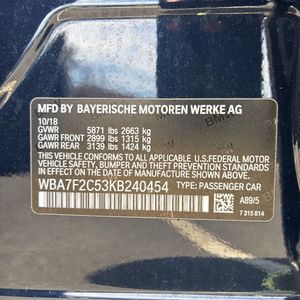 MFD BY BAYERISCHE MOTOREN WERKE AG
10/18
GVWR 5871 lbs 2663 kg
GAWR FRONT 2899 lbs 1315 kg
GAWR REAR 3139 lbs 1424 kg
THIS VEHICLE CONFORMS TO ALL APPLICABLE
U.S. FEDERAL MOTOR VEHICLE
SAFETY, BUMPER, AND THEFT PREVENTION STANDARDS
IN EFFECT ON THE DATE OF MANUFACTURE SHOWN ABOVE.
WBA7F2C53KB240454 TYPE: PASSENGER CAR
A89/5
7 315 814
BMW